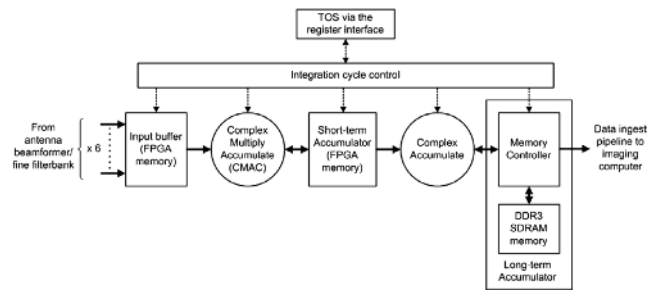 TOS via the
register interface
Integration cycle control
From
antenna
beamformer/
fine filterbank
x 6
Input buffer
(FPGA
memory)
Complex
Multiply
Accumulate
(CMAC)
Short-term
Accumulator
(FPGA
memory)
Complex
Accumulate
Memory
Controller
DDR3
SDRAM
memory
Long-term
Accumulator
Data ingest
pipeline to
imaging
computer